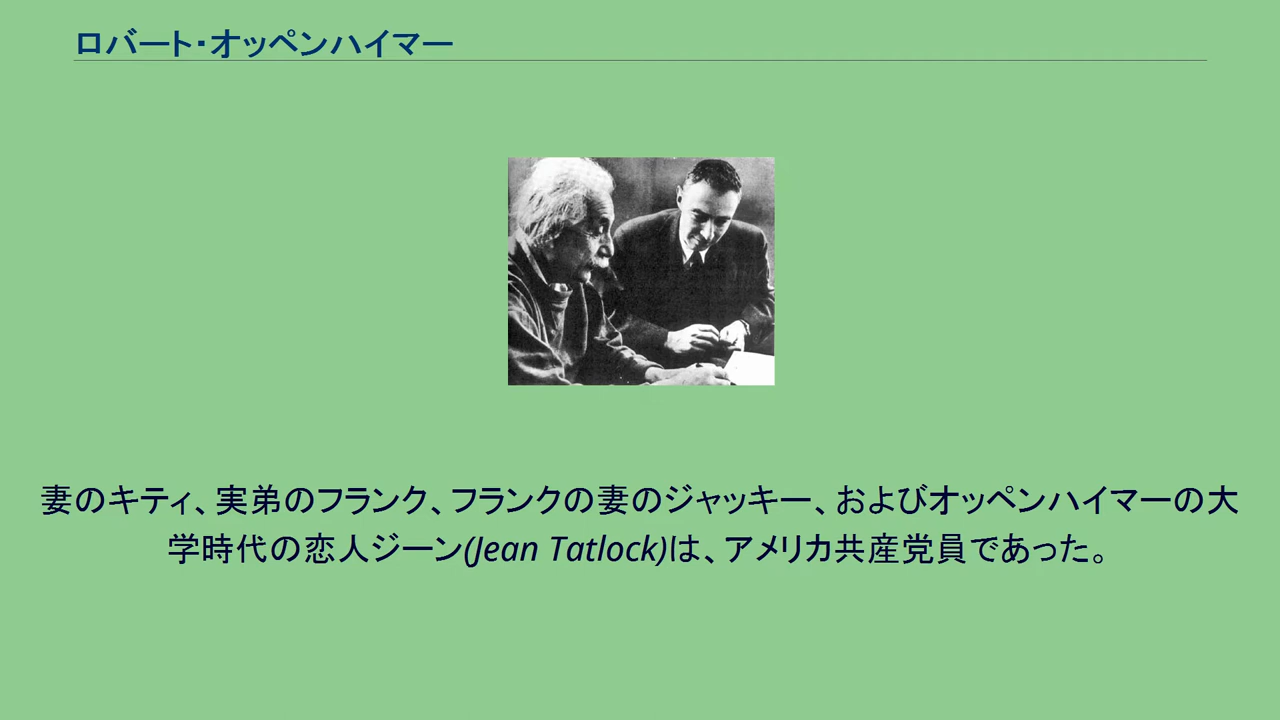 ロバート・オッペンハイマー
妻のキティ、実弟のフランク、フランクの妻のジャッキー、およびオッペンハイマーの大
学時代の恋人ジーン(Jean Tatlock)は、アメリカ共産党員であった。